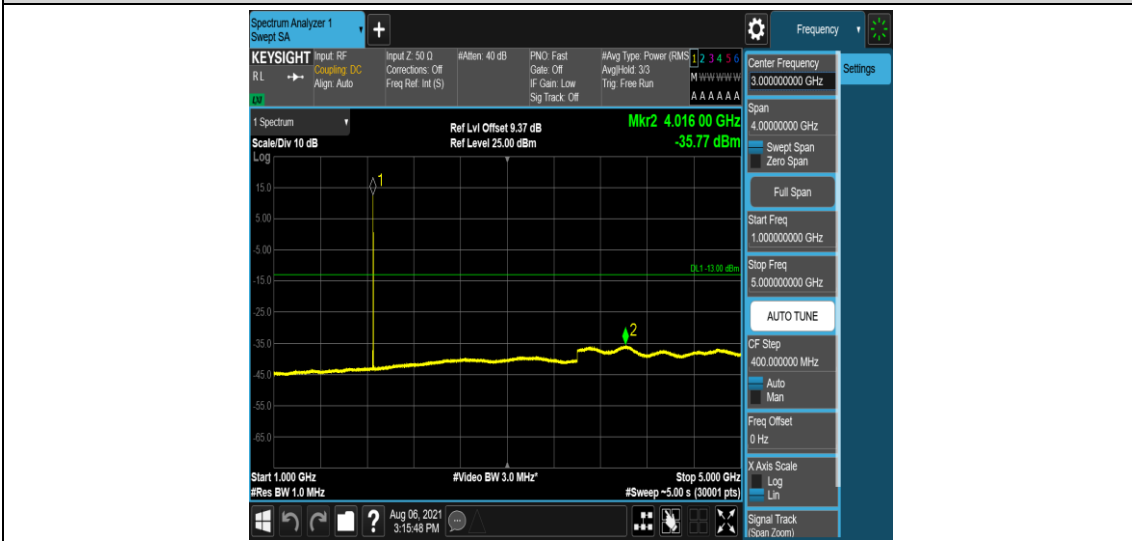 Spectrum Analyzer 1
Swept SA
+
Frequency
KEYSIGHT
RL
LXI
Input: RF
Coupling: DC
Align: Auto
Input Z: 50 Ω
Corrections: Off
Freq Ref: Int (S)
#Atten: 40 dB
PNO: Fast
Gate: Off
IF Gain: Low
Sig Track: Off
#Avg Type: Power (RMS
Avg|Hold: 3/3
Trig: Free Run
1 2 3 4 5 6
M W W W W W
A A A A A A
1 Spectrum
Scale/Div 10 dB
Log
Ref Lvl Offset 9.37 dB
Ref Level 25.00 dBm
Mkr2 4.016 00 GHz
-35.77 dBm
15.0
5.00
-5.00
-15.0
-25.0
-35.0
-45.0
-55.0
-65.0
1
DL1 -13.00 dBm
2
Start 1.000 GHz
#Res BW 1.0 MHz
#Video BW 3.0 MHz*
Stop 5.000 GHz
#Sweep ~5.00 s (30001 pts)
?
Aug 06, 2021
3:15:48 PM
Center Frequency
3.000000000 GHz
Settings
Span
4.00000000 GHz
Swept Span
Zero Span
Full Span
Start Freq
1.000000000 GHz
Stop Freq
5.000000000 GHz
AUTO TUNE
CF Step
400.000000 MHz
Auto
Man
Freq Offset
0 Hz
X Axis Scale
Log
Lin
Signal Track
(Span Zoom)